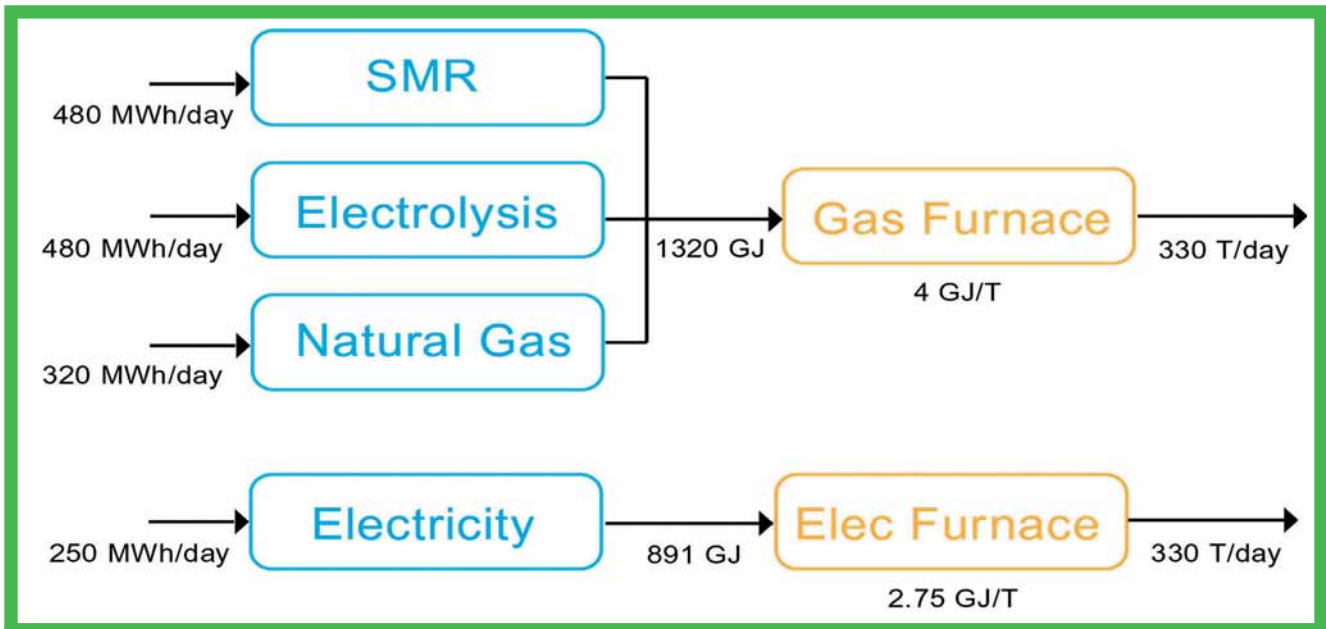 SMR
480 MWh/day
Electrolysis
480 MWh/day
1320 GJ
Gas Furnace
330 T/day
4 GJ/T
Natural Gas
320 MWh/day
Electricity
250 MWh/day
891 GJ
Elec Furnace
330 T/day
2.75 GJ/T